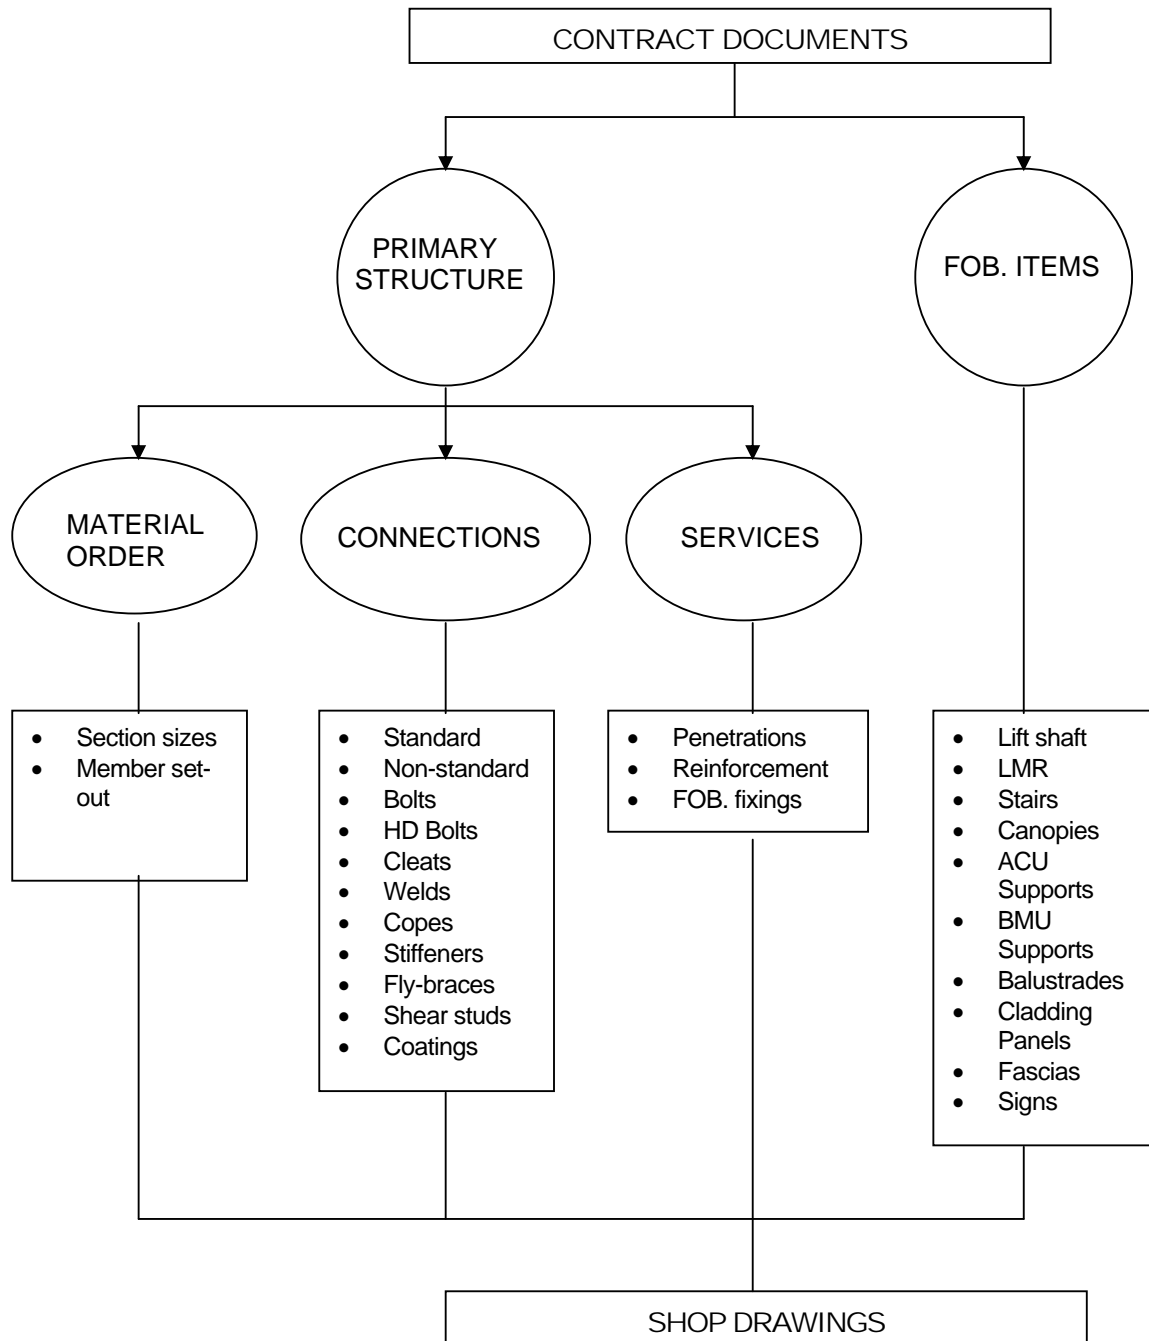 CONTRACT DOCUMENTS
PRIMARY
STRUCTURE
FOB. ITEMS
MATERIAL
ORDER
CONNECTIONS
SERVICES
• Section sizes
• Member set-
out
• Standard
• Non-standard
• Bolts
• HD Bolts
• Cleats
• Welds
• Copes
• Stiffeners
• Fly-braces
• Shear studs
• Coatings
• Penetrations
• Reinforcement
• FOB. fixings
• Lift shaft
• LMR
• Stairs
• Canopies
• ACU
Supports
• BMU
Supports
• Balustrades
• Cladding
Panels
• Fascias
• Signs
SHOP DRAWINGS